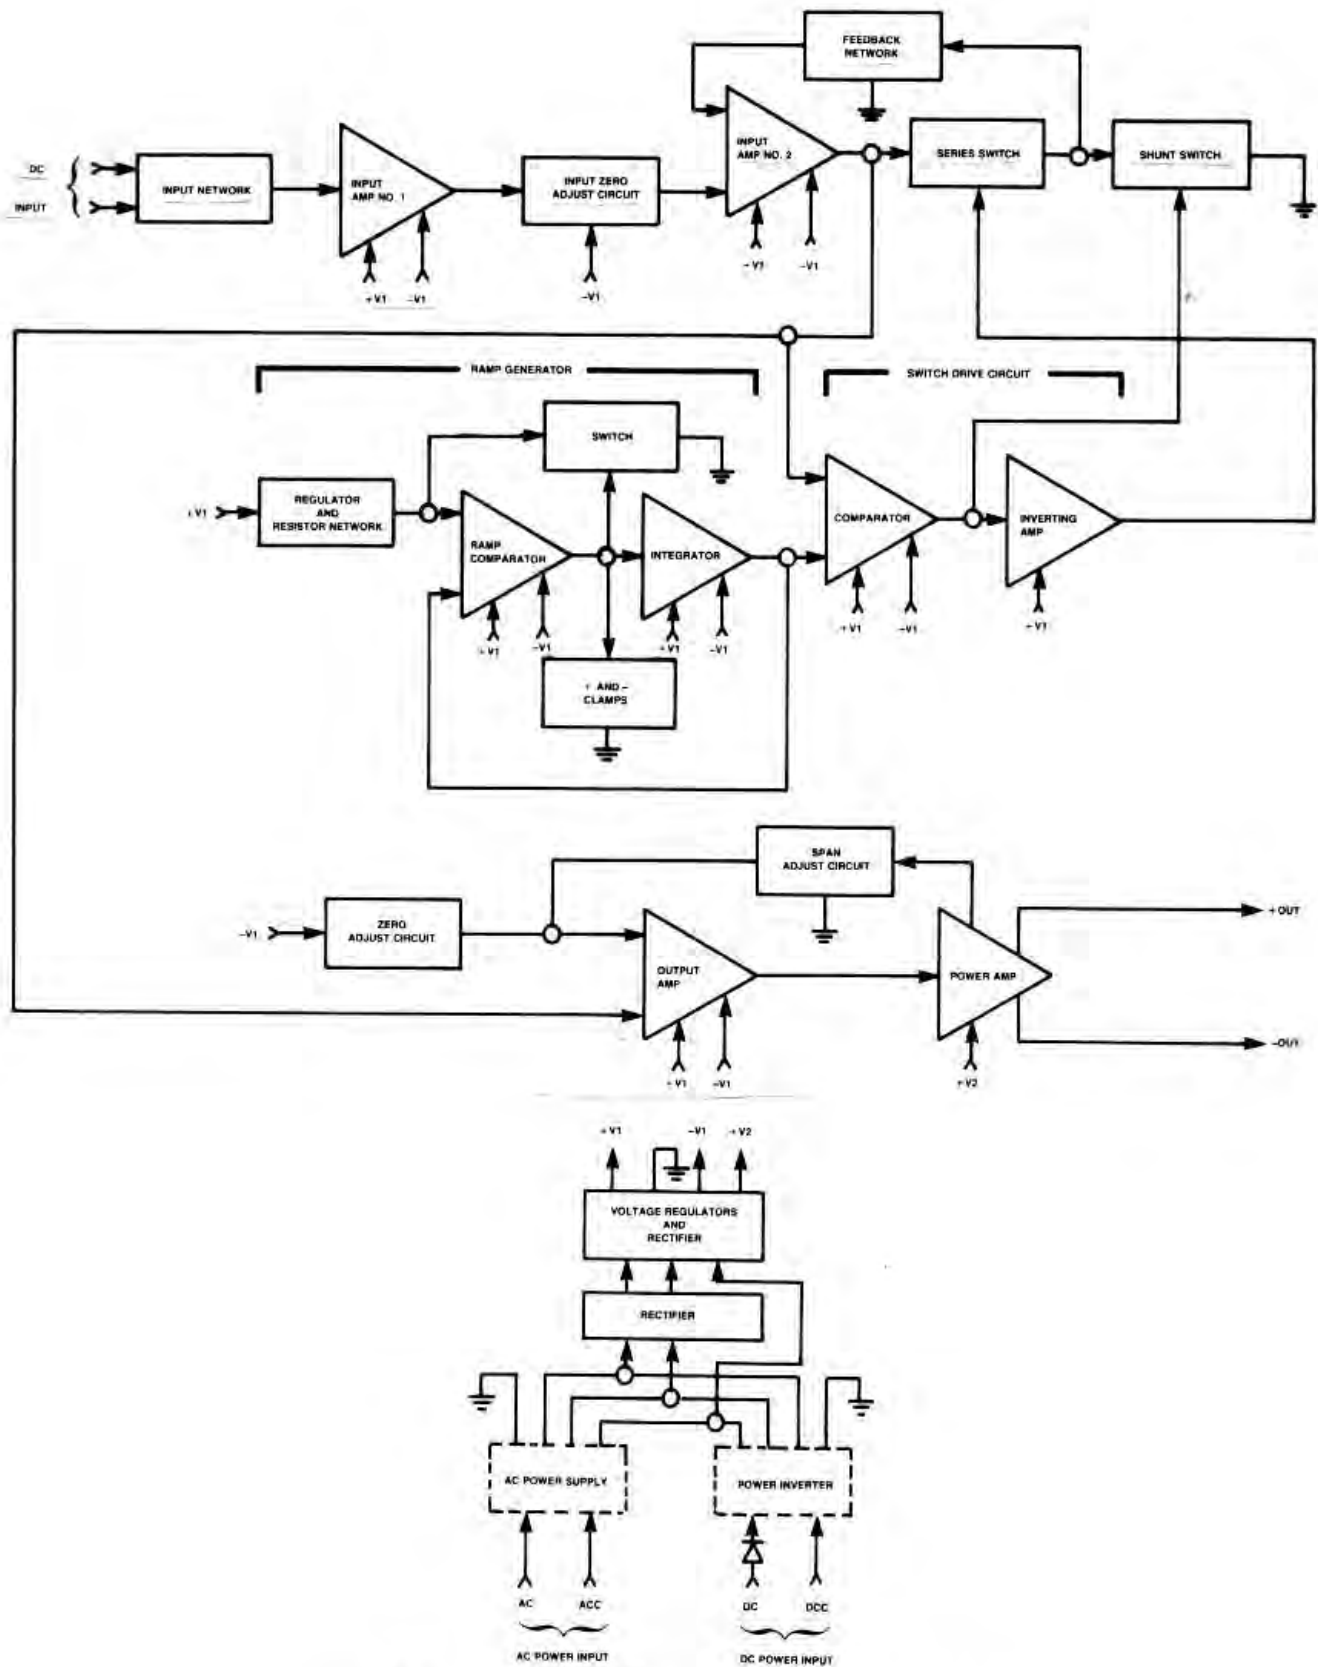 FEEDBACK
NETWORK
DC
INPUT
INPUT NETWORK
INPUT
AMP NO. 1
INPUT ZERO
ADJUST CIRCUIT
INPUT
AMP NO. 2
SERIES SWITCH
SHUNT SWITCH
+V1
-V1
-V1
-V1
-V1
RAMP GENERATOR
SWITCH DRIVE CIRCUIT
SWITCH
+V1
REGULATOR
AND
RESISTOR NETWORK
RAMP
COMPARATOR
INTEGRATOR
COMPARATOR
INVERTING
AMP
+V1
-V1
+V1
-V1
+V1
-V1
+V1
+ AND -
CLAMPS
SPAN
ADJUST CIRCUIT
-V1
ZERO
ADJUST CIRCUIT
OUTPUT
AMP
POWER AMP
+OUT
-OUT
+V1
-V1
+V2
+V1
-V1
+V2
VOLTAGE REGULATORS
AND
RECTIFIER
RECTIFIER
AC POWER SUPPLY
POWER INVERTER
AC
ACC
DC
DCC
AC POWER INPUT
DC POWER INPUT